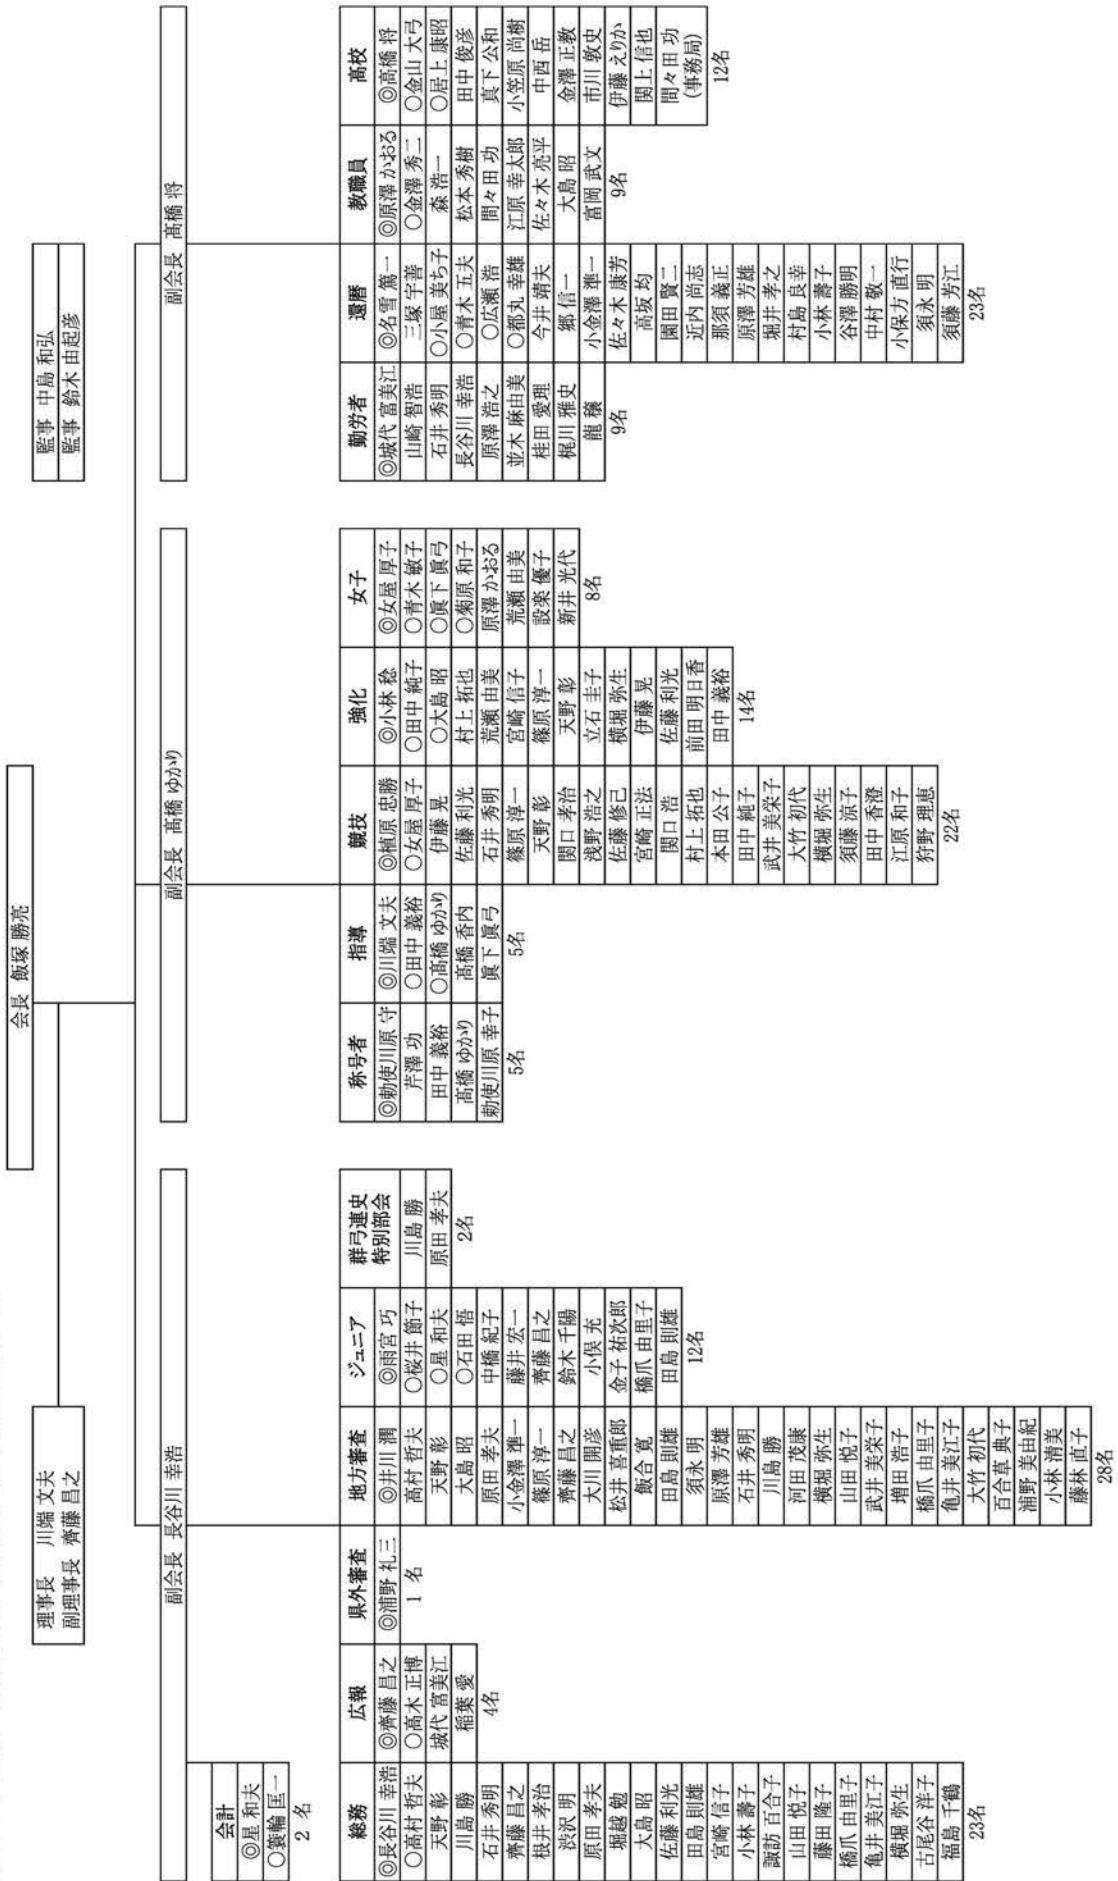 会長 飯塚 勝亮
理事長 川端 文夫
副理事長 齊藤 昌之
監事 中島 和弘
監事 鈴木 由起彦
副会長 長谷川 幸浩
副会長 髙橋 ゆかり
副会長 髙橋 将
会計
◎星 和夫
○蓑輪 匡一
2 名
総務
◎長谷川 幸浩
○高村 哲夫
天野 彰
川島 勝
石井 秀明
齊藤 昌之
根井 孝治
渋沢 明
原田 孝夫
堀越 勉
大島 昭
佐藤 利光
田島 則雄
宮崎 信子
小林 壽子
諏訪 百合子
山田 悦子
藤田 隆子
橋爪 由里子
亀井 美江子
横堀 弥生
古尾谷 洋子
福島 千鶴
23名
広報
◎齊藤 昌之
○高木 正博
城代 富美江
稲葉 愛
4名
県外審査
◎浦野 礼三
1 名
地方審査
◎井川 潤
高村 哲夫
天野 彰
大島 昭
原田 孝夫
小金澤 準一
篠原 淳一
齊藤 昌之
大川 開彦
松井 喜重郎
飯合 寛
田島 則雄
須永 明
原澤 芳雄
石井 秀明
川島 勝
河田 茂康
横堀 弥生
山田 悦子
武井 美栄子
増田 浩子
橋爪 由里子
亀井 美江子
大竹 初代
百合草 典子
浦野 美由紀
小林 清美
藤林 直子
28名
ジュニア
◎雨宮 巧
○桜井 節子
○星 和夫
○石田 悟
中橋 紀子
藤井 宏一
齊藤 昌之
鈴木 千陽
小俣 充
金子 祐次郎
橋爪 由里子
田島 則雄
12名
群弓連史
特別部会
川島 勝
原田 孝夫
2名
称号者
◎勅使川原 守
芹澤 功
田中 義裕
髙橋 ゆかり
勅使川原 幸子
5名
指導
◎川端 文夫
○田中 義裕
○髙橋 ゆかり
髙橋 香内
眞下 眞弓
5名
競技
◎植原 忠勝
○女屋 厚子
伊藤 晃
佐藤 利光
石井 秀明
篠原 淳一
天野 彰
関口 孝治
浅野 浩之
佐藤 修巳
宮崎 正法
関口 浩
村上 拓也
本田 公子
田中 純子
武井 美栄子
大竹 初代
横堀 弥生
須藤 涼子
田中 香澄
江原 和子
狩野 理恵
22名
強化
◎小林 稔
○田中 純子
○大島 昭
村上 拓也
荒瀬 由美
宮崎 信子
篠原 淳一
天野 彰
立石 圭子
横堀 弥生
伊藤 晃
佐藤 利光
前田 明日香
田中 義裕
14名
女子
◎女屋 厚子
○青木 敏子
○眞下 眞弓
○菊原 和子
原澤 かおる
荒瀬 由美
設楽 優子
新井 光代
8名
勤労者
◎城代 富美江
山崎 智浩
石井 秀明
長谷川 幸浩
原澤 浩之
並木 麻由美
桂田 愛理
梶川 雅史
龍 穣
9名
還暦
◎名雪 篤一
三塚 宇善
○小屋 美ち子
○青木 五夫
○広瀬 浩
○都丸 幸雄
今井 靖夫
郷 信一
小金澤 準一
佐々木 康芳
高坂 均
園田 賢二
近内 尚志
那須 義正
原澤 芳雄
堀井 孝之
村島 良幸
小林 壽子
谷澤 勝明
中村 敬一
小保方 直行
須永 明
須藤 芳江
23名
教職員
◎原澤 かおる
○金澤 秀二
森 浩一
松本 秀樹
間々田 功
江原 幸太郎
佐々木 亮平
大島 昭
富岡 武文
9名
高校
◎高橋 将
○金山 大弓
○居上 康昭
田中 俊彦
真下 公和
小笠原 尚樹
中西 岳
金澤 正教
市川 敦史
伊藤 えりか
関上 信也
間々田 功
(事務局)
12名